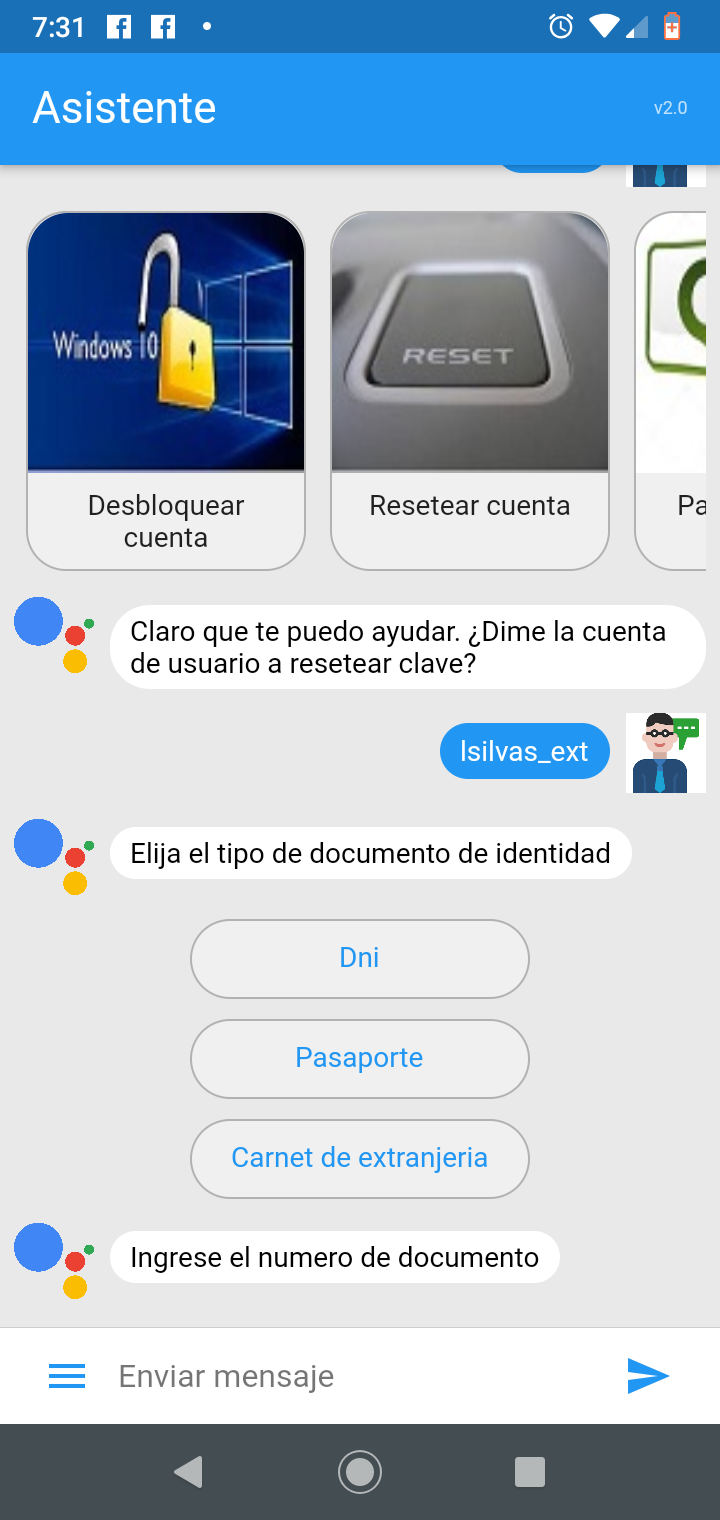 7:31
Asistente
v2.0
Windows 10
RESET
Desbloquear
cuenta
Resetear cuenta
Pa
Claro que te puedo ayudar. ¿Dime la cuenta
de usuario a resetear clave?
lsilvas_ext
Elija el tipo de documento de identidad
Dni
Pasaporte
Carnet de extranjeria
Ingrese el numero de documento
Enviar mensaje